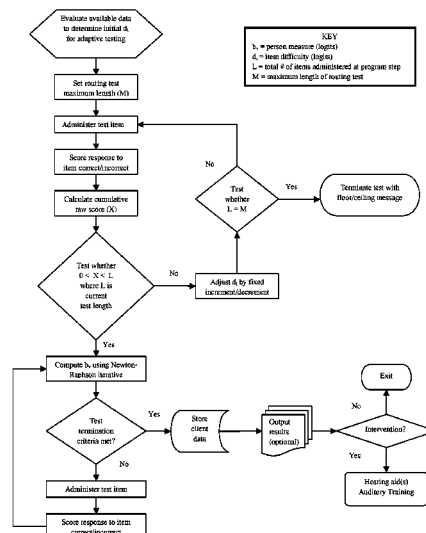 Evaluate available data
to determine initial dᵢ
for adaptive testing
KEY
bᵥ = person measure (logits)
dᵢ = item difficulty (logits)
L = total # of items administered at program step
M = maximum length of routing test
Set routing test
maximum length (M)
Administer test item
Score response to
item correct/incorrect
Calculate cumulative
raw score (X)
No
Test
whether
L = M
Yes
Terminate test with
floor/ceiling message
Test whether
0 < X < L
where L is
current
test length
No
Adjust dᵢ by fixed
increment/decrement
Yes
Compute bᵥ using Newton-
Raphson iterative
Test
termination
criteria met?
Yes
Store
client
data
Output
results
(optional)
Intervention?
No
Exit
Yes
Hearing aid(s)
Auditory Training
No
Administer test item
Score response to item
correct/incorrect